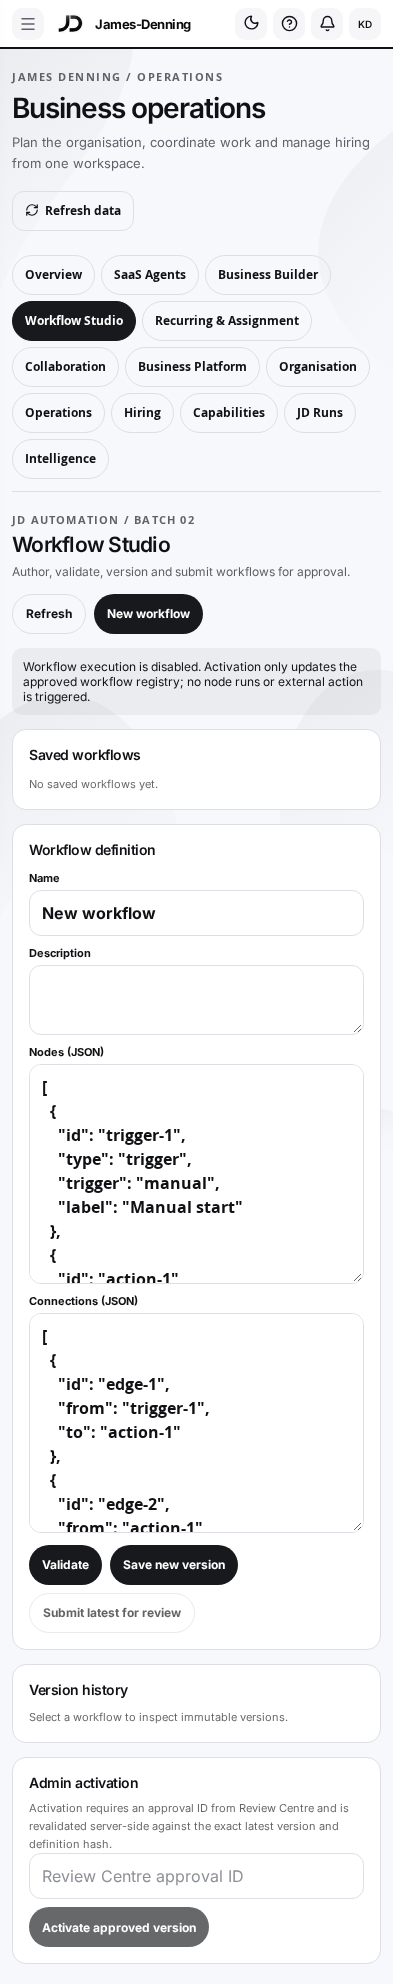 JD James-Denning KD
JAMES DENNING / OPERATIONS
Business operations
Plan the organisation, coordinate work and manage hiring
from one workspace.
Refresh data
Overview SaaS Agents Business Builder
Workflow Studio Recurring & Assignment
Collaboration Business Platform Organisation
Operations Hiring Capabilities JD Runs
Intelligence
JD AUTOMATION / BATCH 02
Workflow Studio
Author, validate, version and submit workflows for approval.
Refresh New workflow
Workflow execution is disabled. Activation only updates the
approved workflow registry; no node runs or external action
is triggered.
Saved workflows
No saved workflows yet.
Workflow definition
Name
New workflow
Description
Nodes (JSON)
[
{
"id": "trigger-1",
"type": "trigger",
"trigger": "manual",
"label": "Manual start"
},
{
"id": "action-1"
Connections (JSON)
[
{
"id": "edge-1",
"from": "trigger-1",
"to": "action-1"
},
{
"id": "edge-2",
"from": "action-1"
Validate Save new version
Submit latest for review
Version history
Select a workflow to inspect immutable versions.
Admin activation
Activation requires an approval ID from Review Centre and is
revalidated server-side against the exact latest version and
definition hash.
Review Centre approval ID
Activate approved version